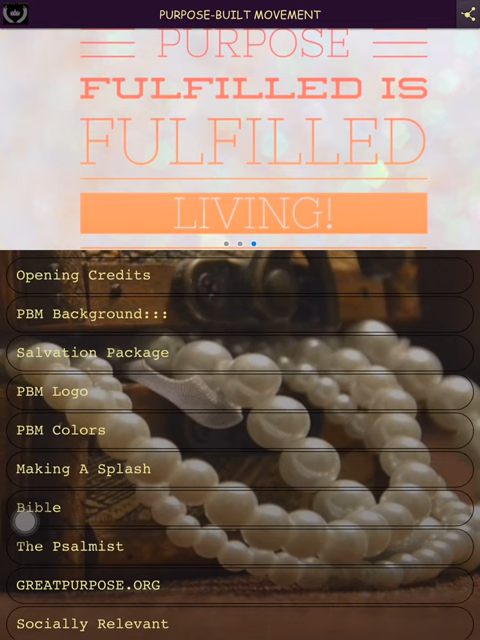 PURPOSE-BUILT MOVEMENT
PURPOSE
FULFILLED IS
FULFILLED
LIVING!
Opening Credits
PBM Background:::
Salvation Package
PBM Logo
PBM Colors
Making A Splash
Bible
The Psalmist
GREATPURPOSE.ORG
Socially Relevant